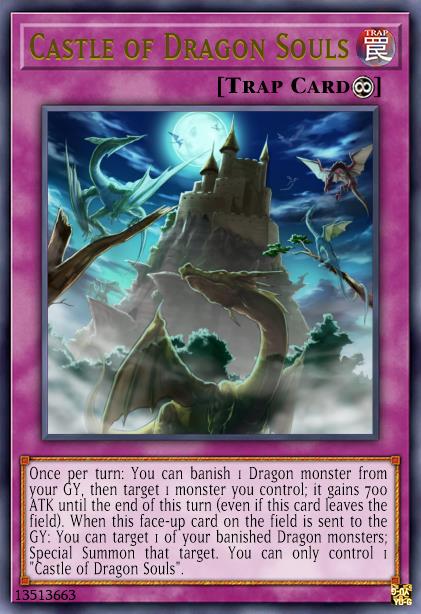 Castle of Dragon Souls
TRAP
罠
[Trap Card]
Once per turn: You can banish 1 Dragon monster from
your GY, then target 1 monster you control; it gains 700
ATK until the end of this turn (even if this card leaves the
field). When this face-up card on the field is sent to the
GY: You can target 1 of your banished Dragon monsters;
Special Summon that target. You can only control 1
"Castle of Dragon Souls".
13513663